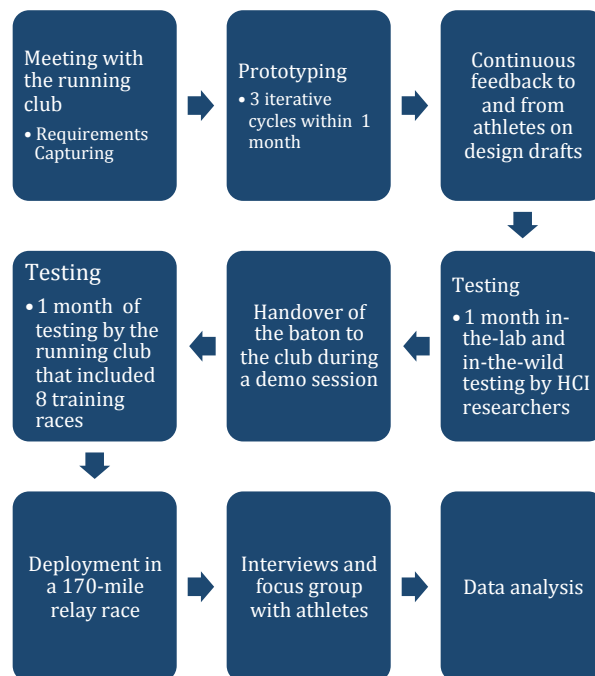 Meeting with
the running
club
• Requirements
Capturing
Prototyping
• 3 iterative
cycles within 1
month
Continuous
feedback to
and from
athletes on
design drafts
Testing
• 1 month in-
the-lab and
in-the-wild
testing by HCI
researchers
Handover of
the baton to
the club during
a demo session
Testing
• 1 month of
testing by the
running club
that included
8 training
races
Deployment in
a 170-mile
relay race
Interviews and
focus group
with athletes
Data analysis